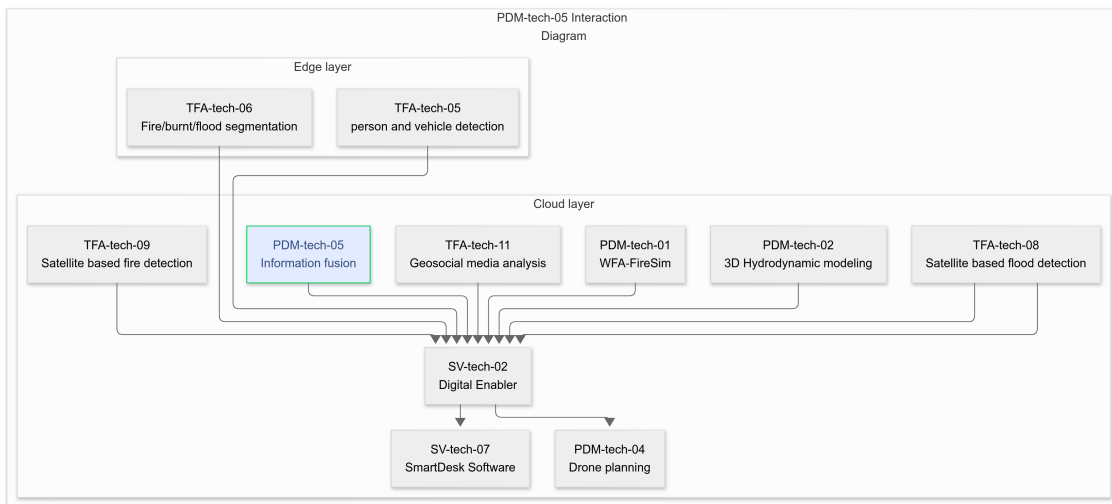 PDM-tech-05 Interaction
Diagram
Edge layer
TFA-tech-06
Fire/burnt/flood segmentation
TFA-tech-05
person and vehicle detection
Cloud layer
TFA-tech-09
Satellite based fire detection
PDM-tech-05
Information fusion
TFA-tech-11
Geosocial media analysis
PDM-tech-01
WFA-FireSim
PDM-tech-02
3D Hydrodynamic modeling
TFA-tech-08
Satellite based flood detection
SV-tech-02
Digital Enabler
SV-tech-07
SmartDesk Software
PDM-tech-04
Drone planning